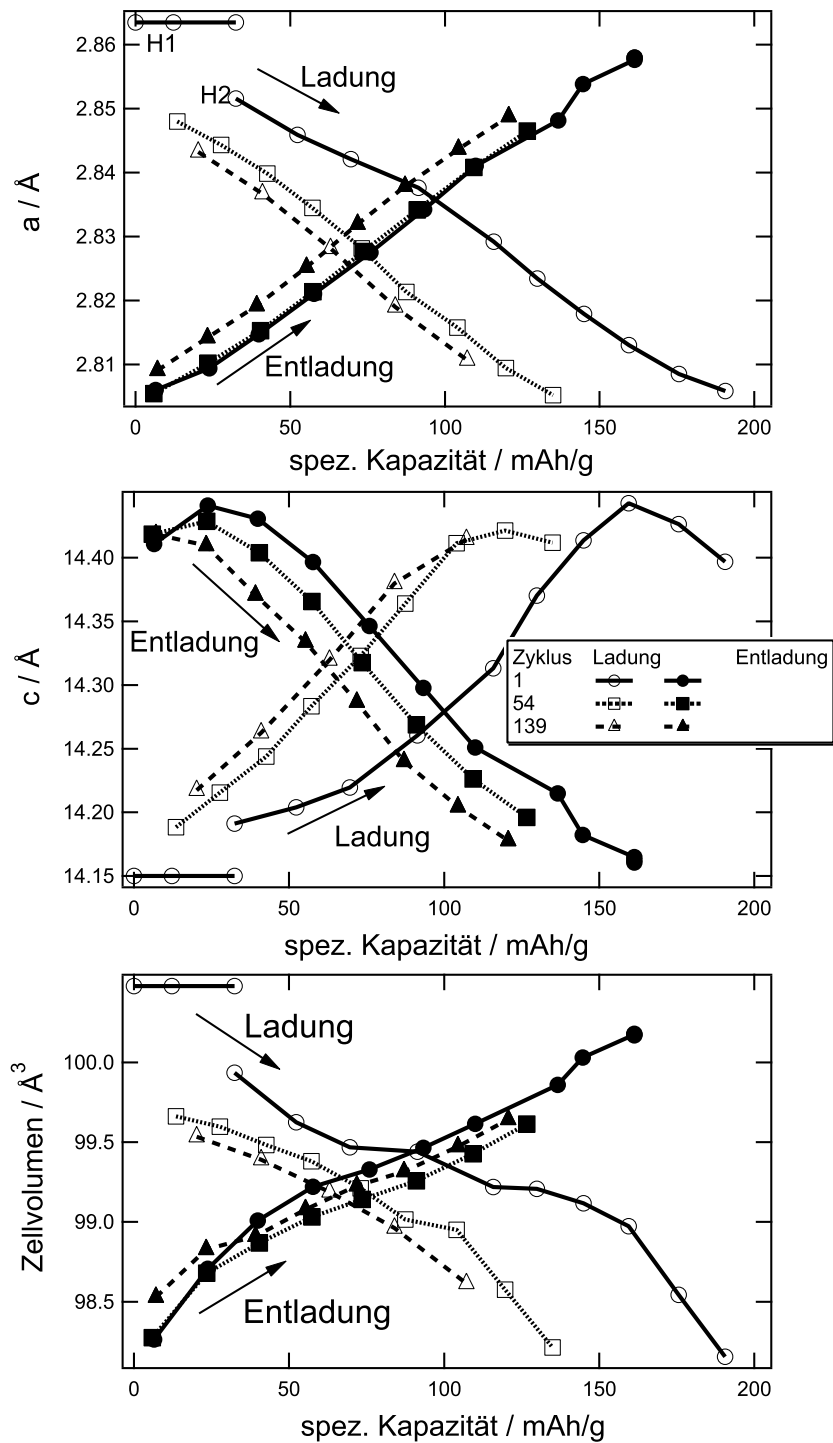 2.86
H1
H2
Ladung
2.85
2.84
a / Å
2.83
2.82
Entladung
2.81
0 50 100 150 200
spez. Kapazität / mAh/g
14.40
14.35
Entladung
14.30
c / Å
Zyklus Ladung Entladung
1
54
139
14.25
14.20
Ladung
14.15
0 50 100 150 200
spez. Kapazität / mAh/g
Ladung
100.0
99.5
Zellvolumen / Å³
99.0
98.5
Entladung
0 50 100 150 200
spez. Kapazität / mAh/g